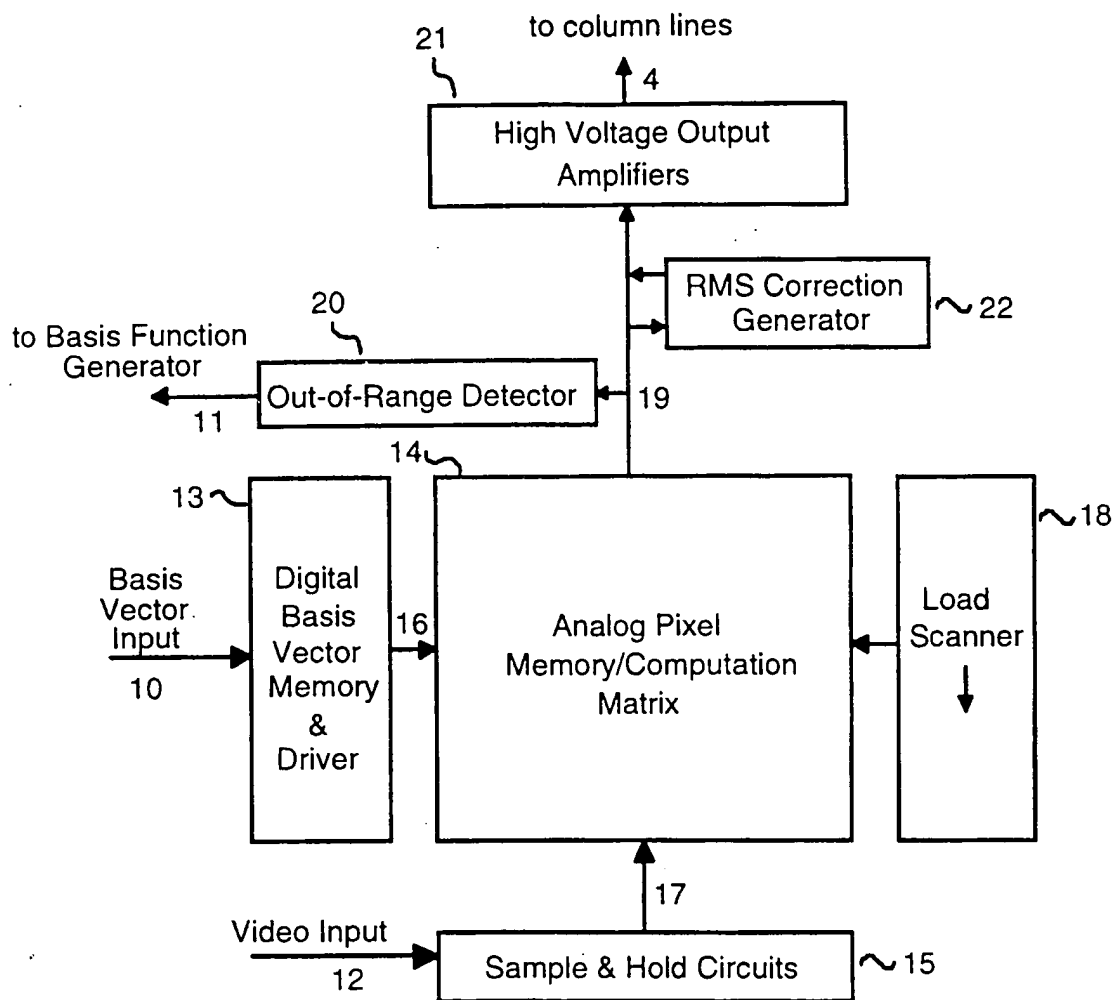 to column lines
21
4
High Voltage Output
Amplifiers
RMS Correction
Generator
22
20
to Basis Function
Generator
Out-of-Range Detector
11
19
14
13
18
Basis
Vector
Input
10
Digital
Basis
Vector
Memory
&
Driver
16
Analog Pixel
Memory/Computation
Matrix
Load
Scanner
17
Video Input
12
Sample & Hold Circuits
15